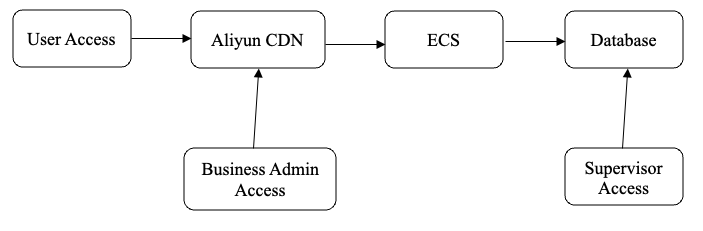 User Access
Aliyun CDN
ECS
Database
Business Admin
Access
Supervisor
Access